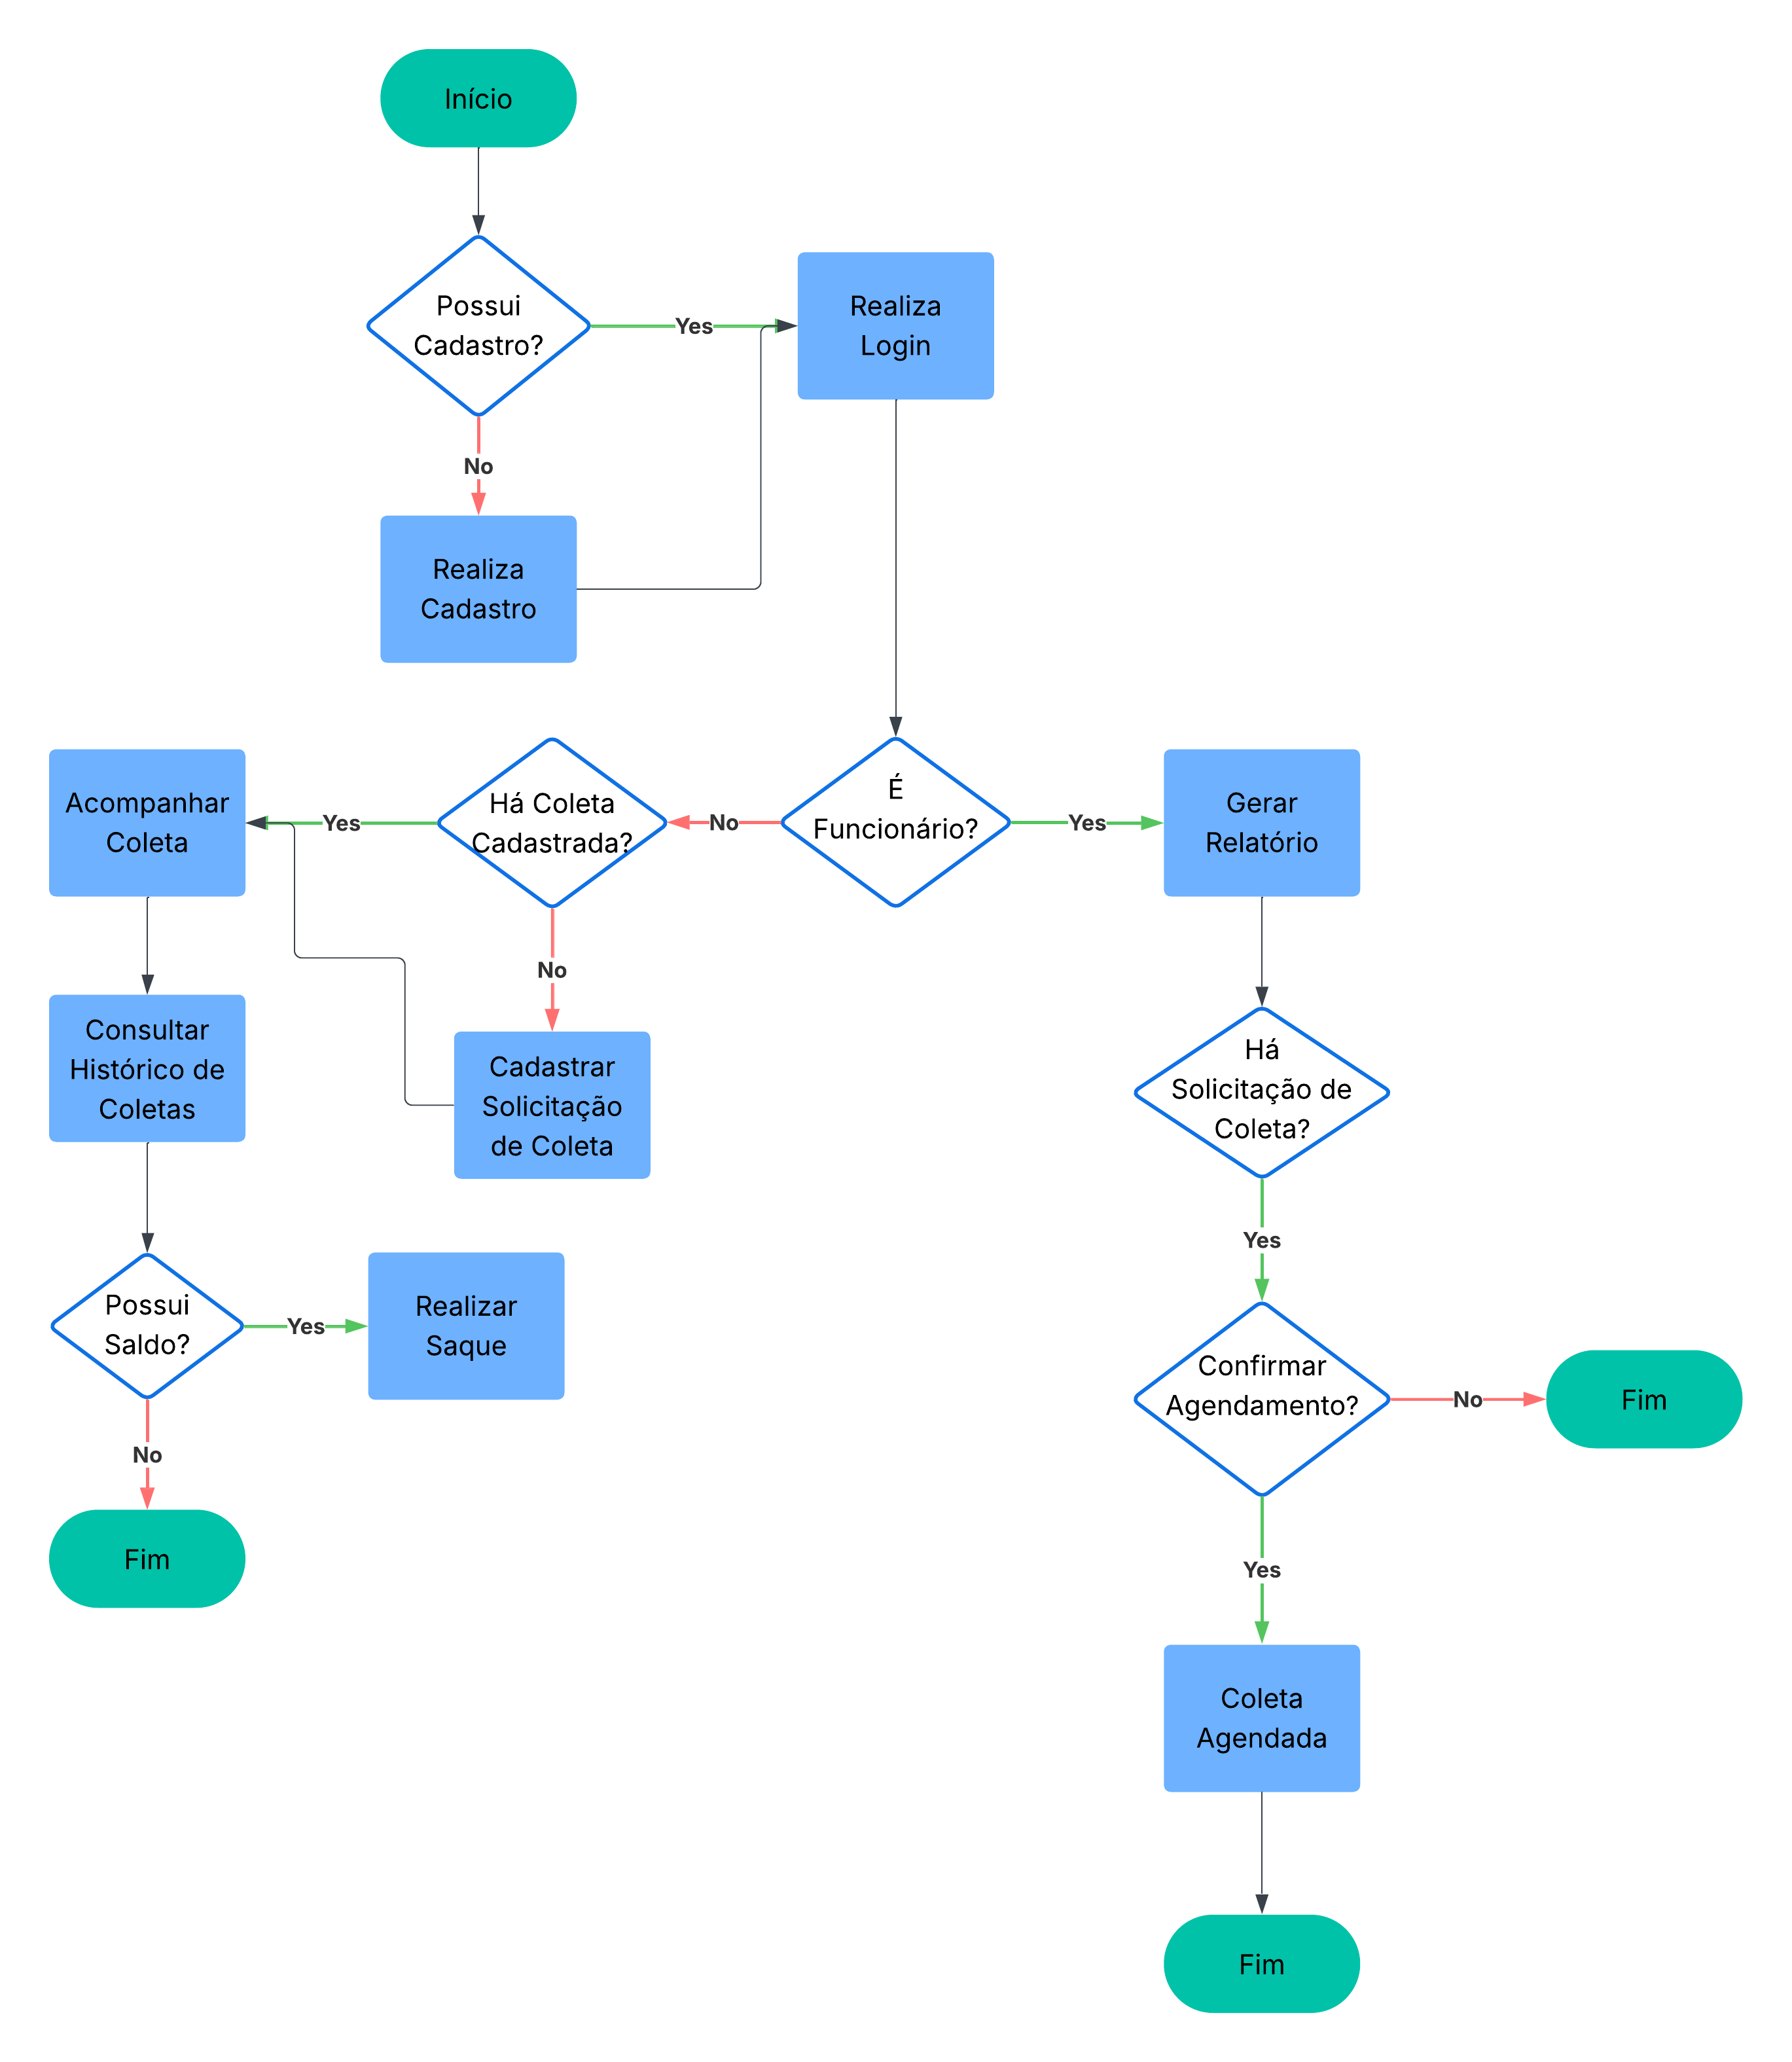 Início
Possui
Cadastro?
Yes
Realiza
Login
No
Realiza
Cadastro
Acompanhar
Coleta
Yes
Há Coleta
Cadastrada?
No
É
Funcionário?
Yes
Gerar
Relatório
No
Consultar
Histórico de
Coletas
Cadastrar
Solicitação
de Coleta
Há
Solicitação de
Coleta?
Yes
Possui
Saldo?
Yes
Realizar
Saque
Confirmar
Agendamento?
No
Fim
No
Fim
Yes
Coleta
Agendada
Fim